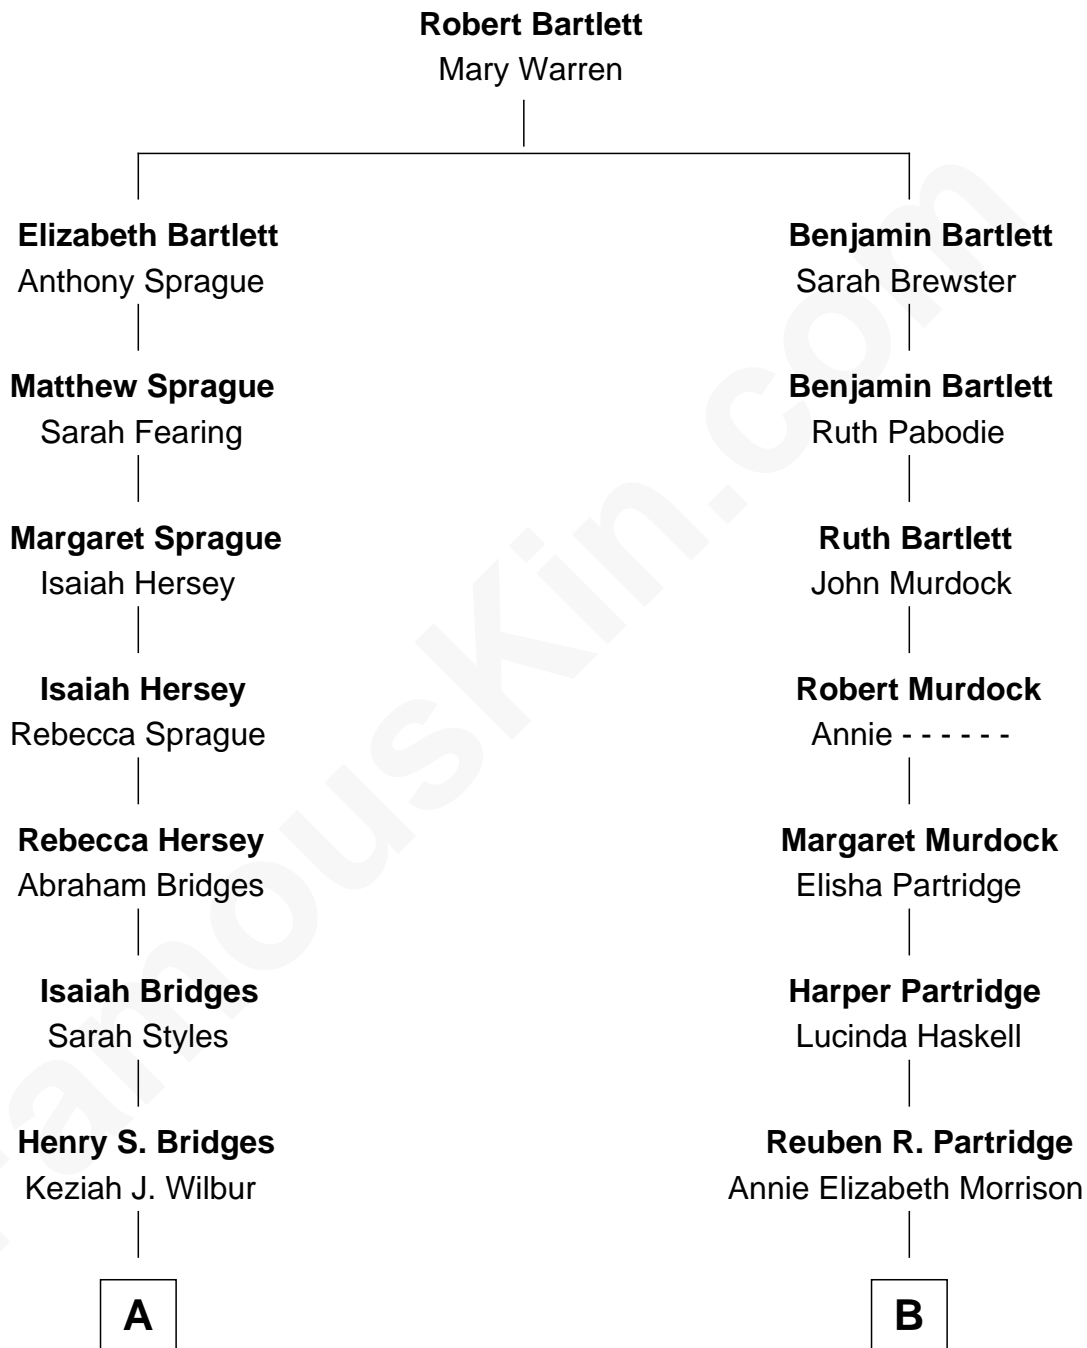 Robert Bartlett
Mary Warren
Elizabeth Bartlett
Anthony Sprague
Benjamin Bartlett
Sarah Brewster
Matthew Sprague
Sarah Fearing
Benjamin Bartlett
Ruth Pabodie
Margaret Sprague
Isaiah Hersey
Ruth Bartlett
John Murdock
Isaiah Hersey
Rebecca Sprague
Robert Murdock
Annie - - - - - -
Rebecca Hersey
Abraham Bridges
Margaret Murdock
Elisha Partridge
Isaiah Bridges
Sarah Styles
Harper Partridge
Lucinda Haskell
Henry S. Bridges
Keziah J. Wilbur
Reuben R. Partridge
Annie Elizabeth Morrison
A
B
FamousKin.com